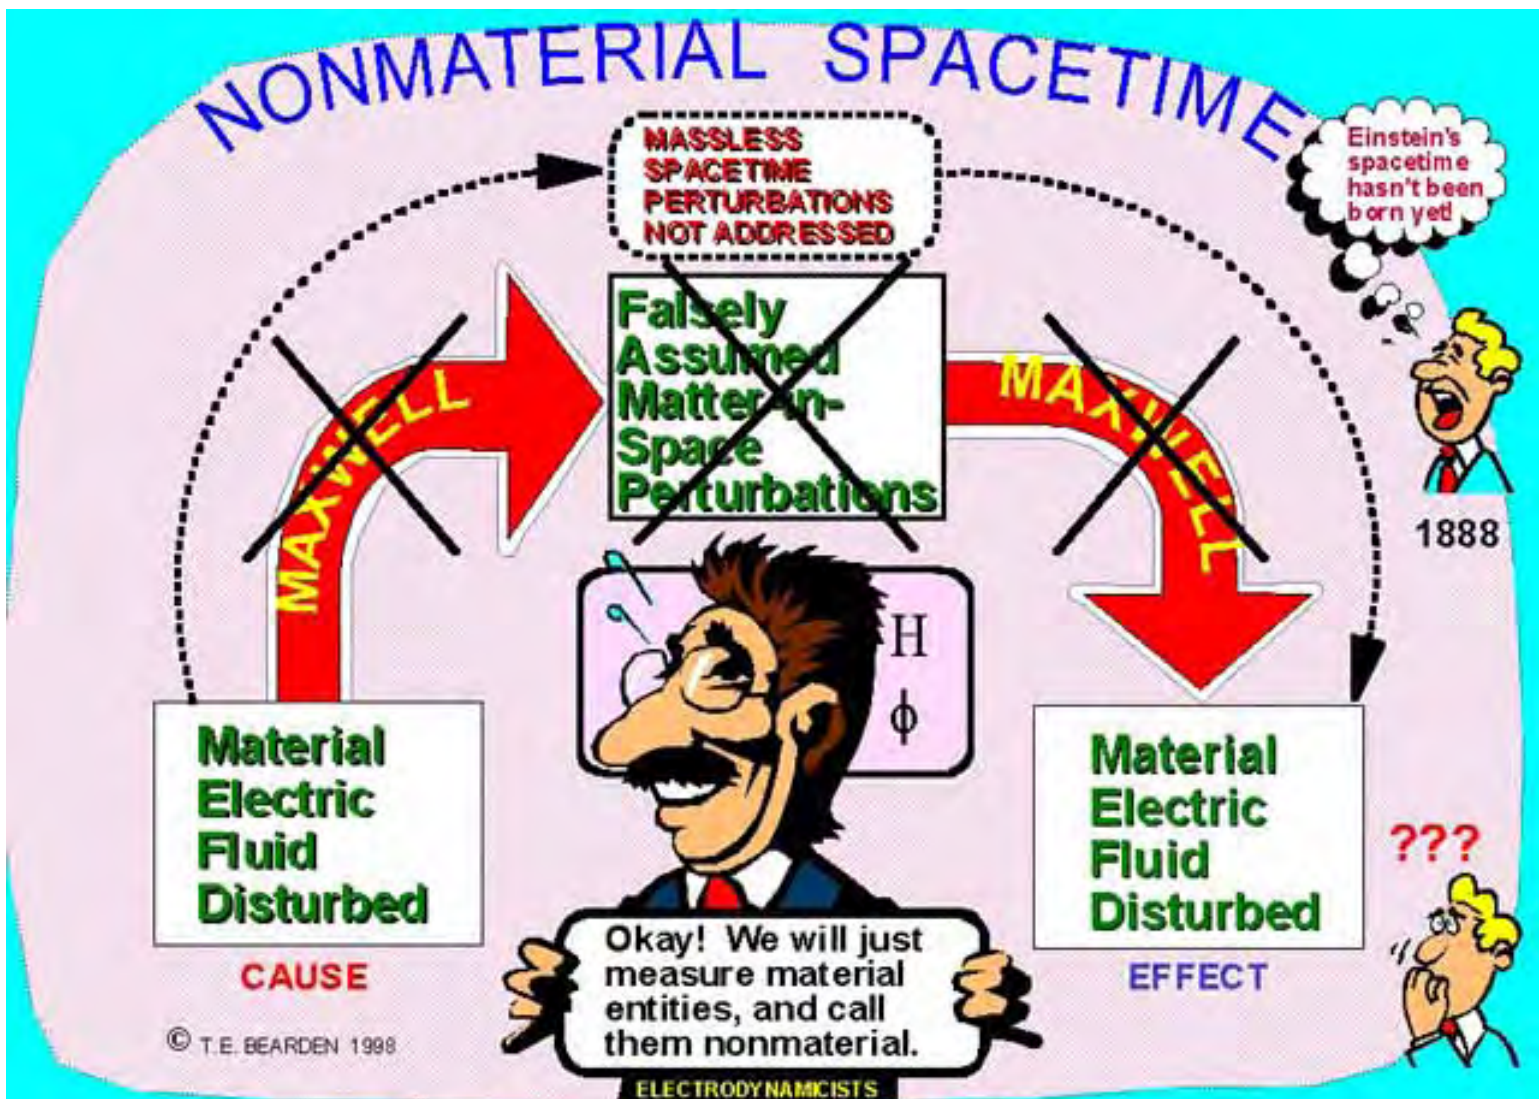 NONMATERIAL SPACETIME
MASSLESS
SPACETIME
PERTURBATIONS
NOT ADDRESSED
Einstein's
spacetime
hasn't been
born yet!
Falsely
Assumed
Matter-in-
Space
Perturbations
MAXWELL
MAXWELL
1888
H
ϕ
Material
Electric
Fluid
Disturbed
CAUSE
Material
Electric
Fluid
Disturbed
EFFECT
???
Okay! We will just
measure material
entities, and call
them nonmaterial.
ELECTRODYNAMICISTS
© T.E. BEARDEN 1998